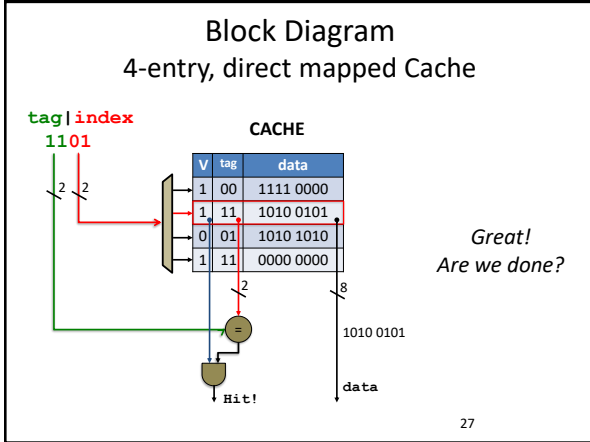 Block Diagram
4-entry, direct mapped Cache
tag|index
1101
2 2
CACHE
V tag data
1 00 1111 0000
1 11 1010 0101
0 01 1010 1010
1 11 0000 0000
Great!
Are we done?
2
8
=
1010 0101
Hit!
data
27